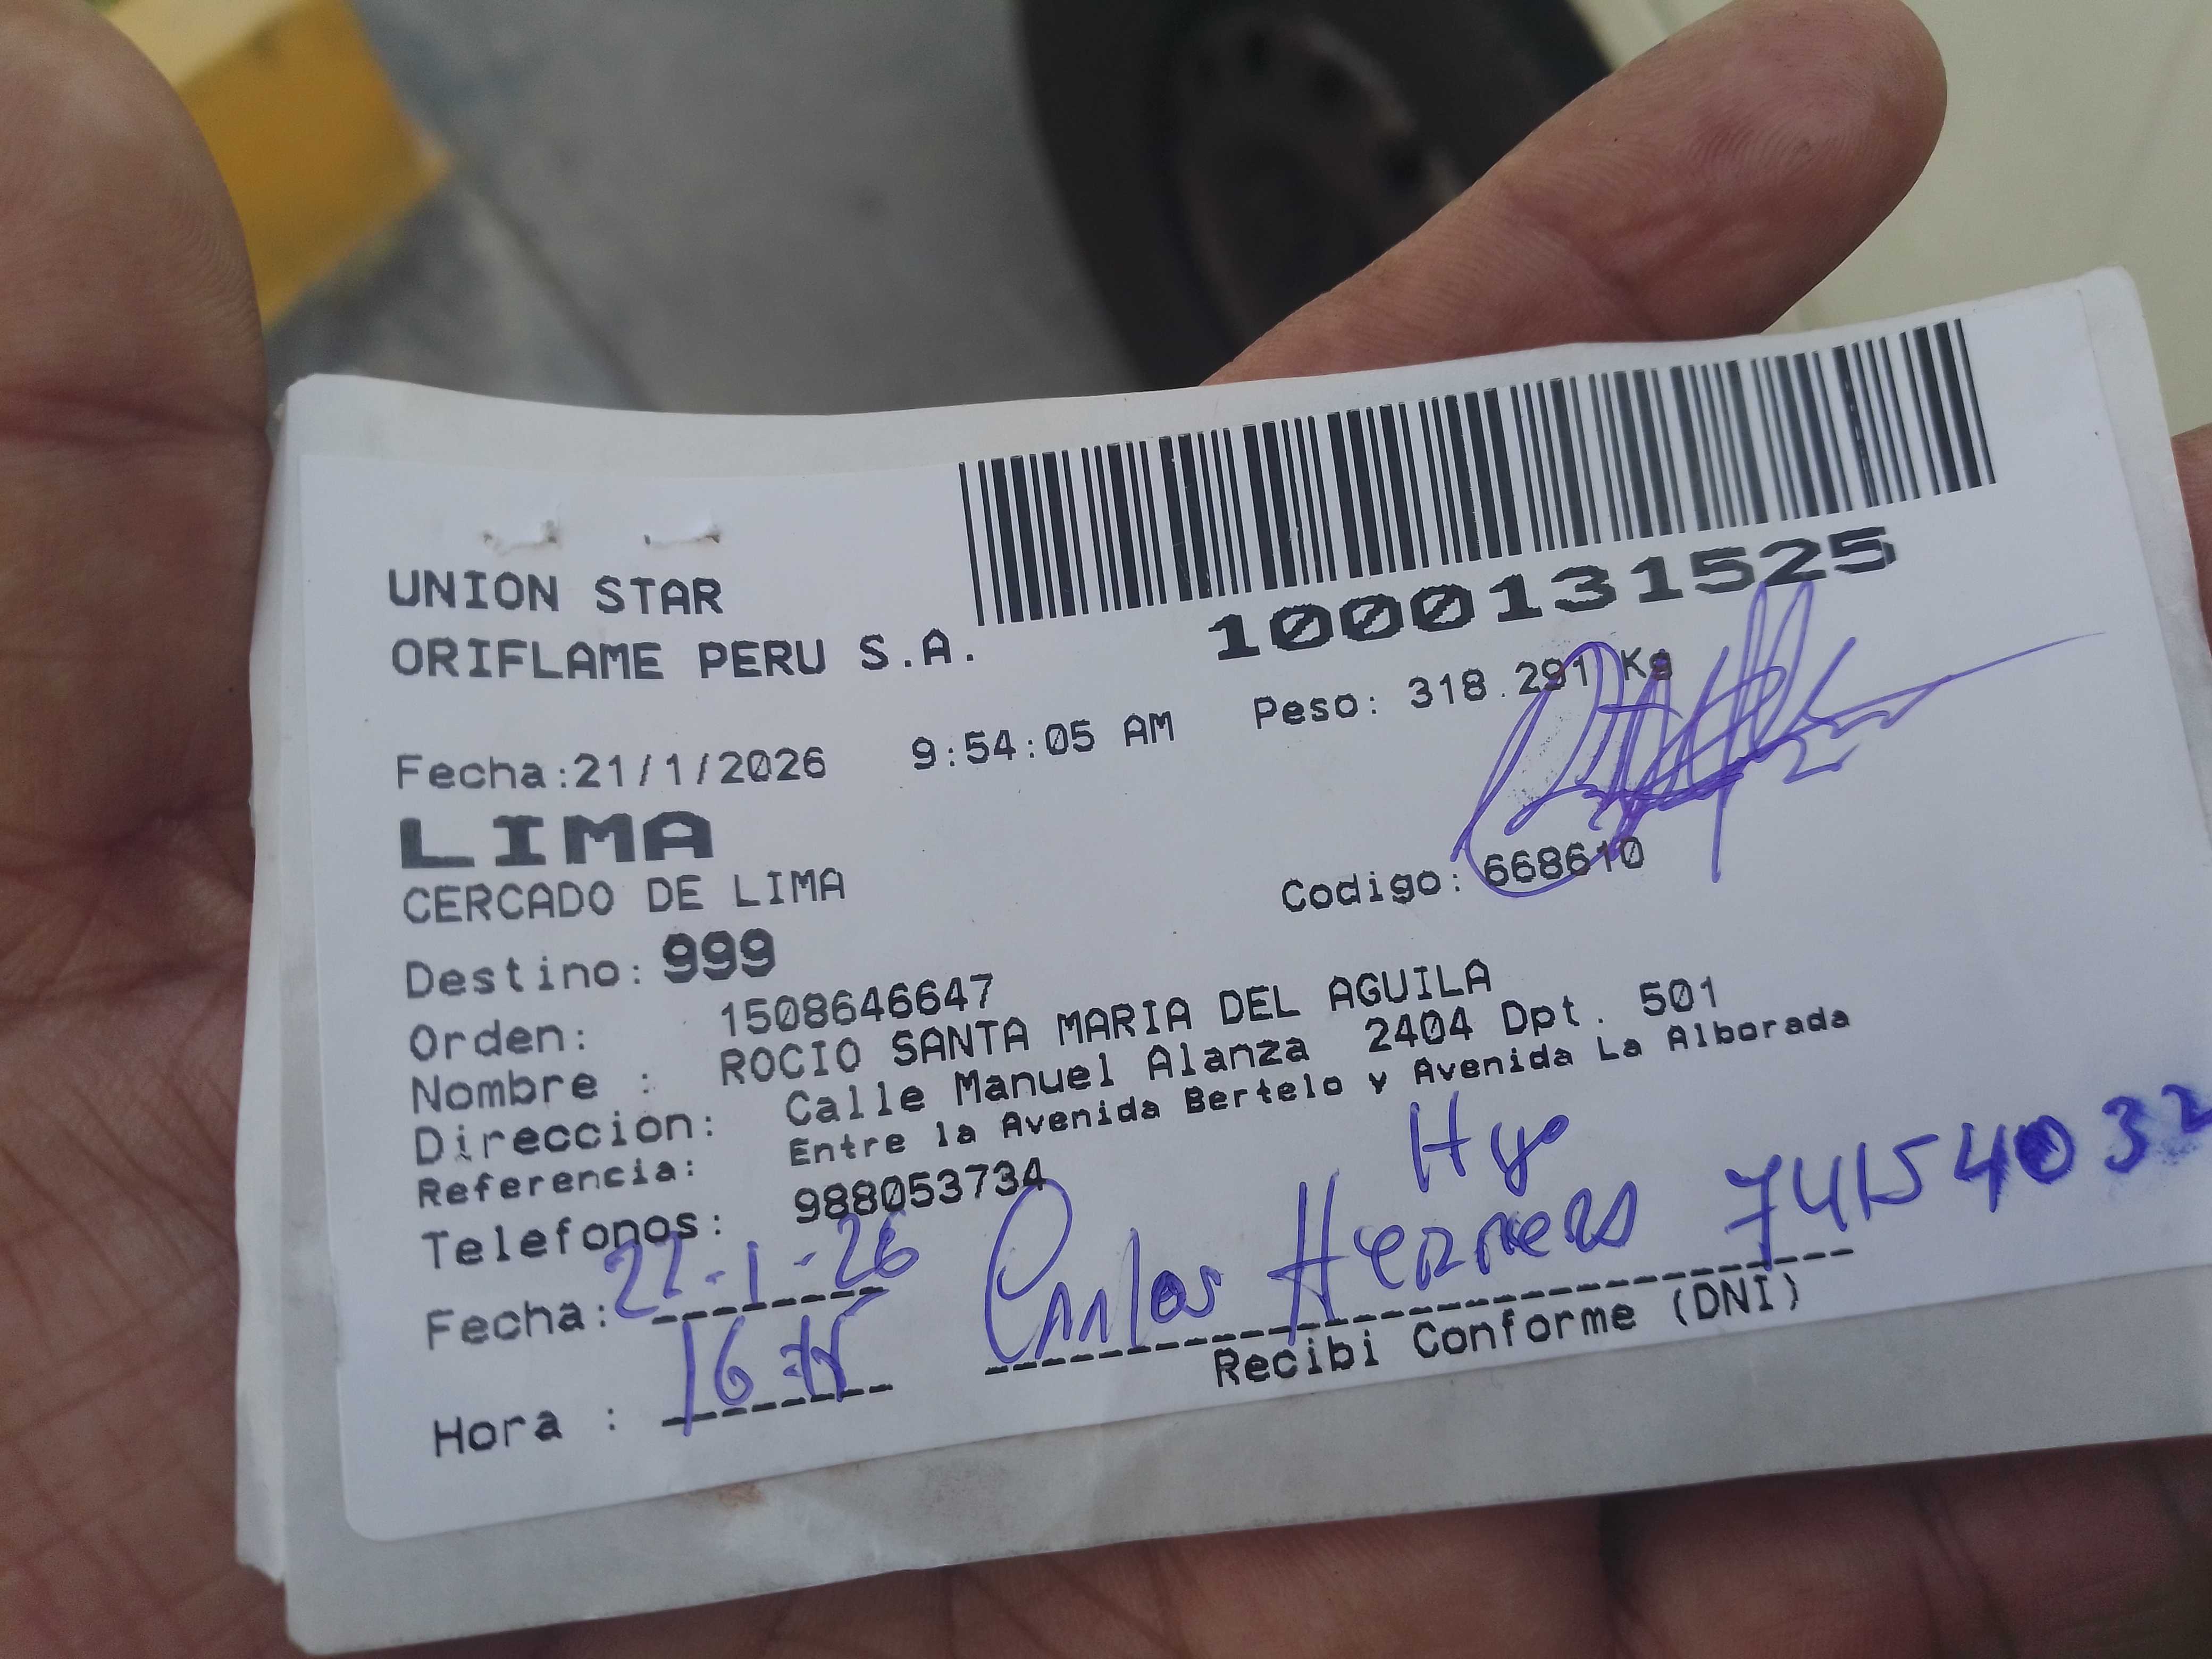 1000131525
UNION STAR
ORIFLAME PERU S.A.
Peso: 318.291 Kg
Fecha:21/1/2026 9:54:05 AM
LIMA
CERCADO DE LIMA
Codigo: 668610
Destino: 999
Orden: 1508646647
Nombre : ROCIO SANTA MARIA DEL AGUILA
Direccion: Calle Manuel Alanza 2404 Dpt. 501
Referencia: Entre la Avenida Bertelo y Avenida La Alborada
Telefonos: 988053734
Hyo
Fecha: 22-1-26 Carlos Herrera 74154032
Recibi Conforme (DNI)
Hora : 16